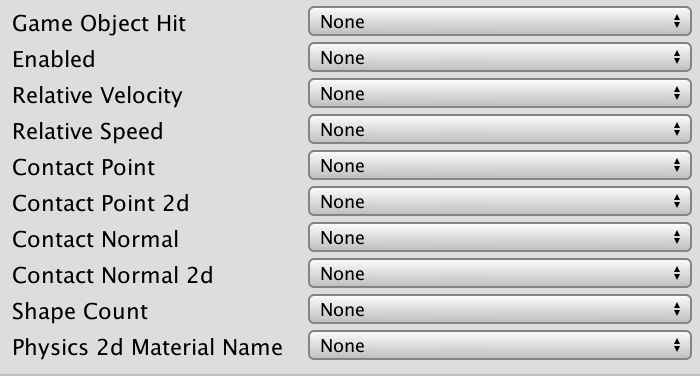 Game Object Hit None
Enabled None
Relative Velocity None
Relative Speed None
Contact Point None
Contact Point 2d None
Contact Normal None
Contact Normal 2d None
Shape Count None
Physics 2d Material Name None